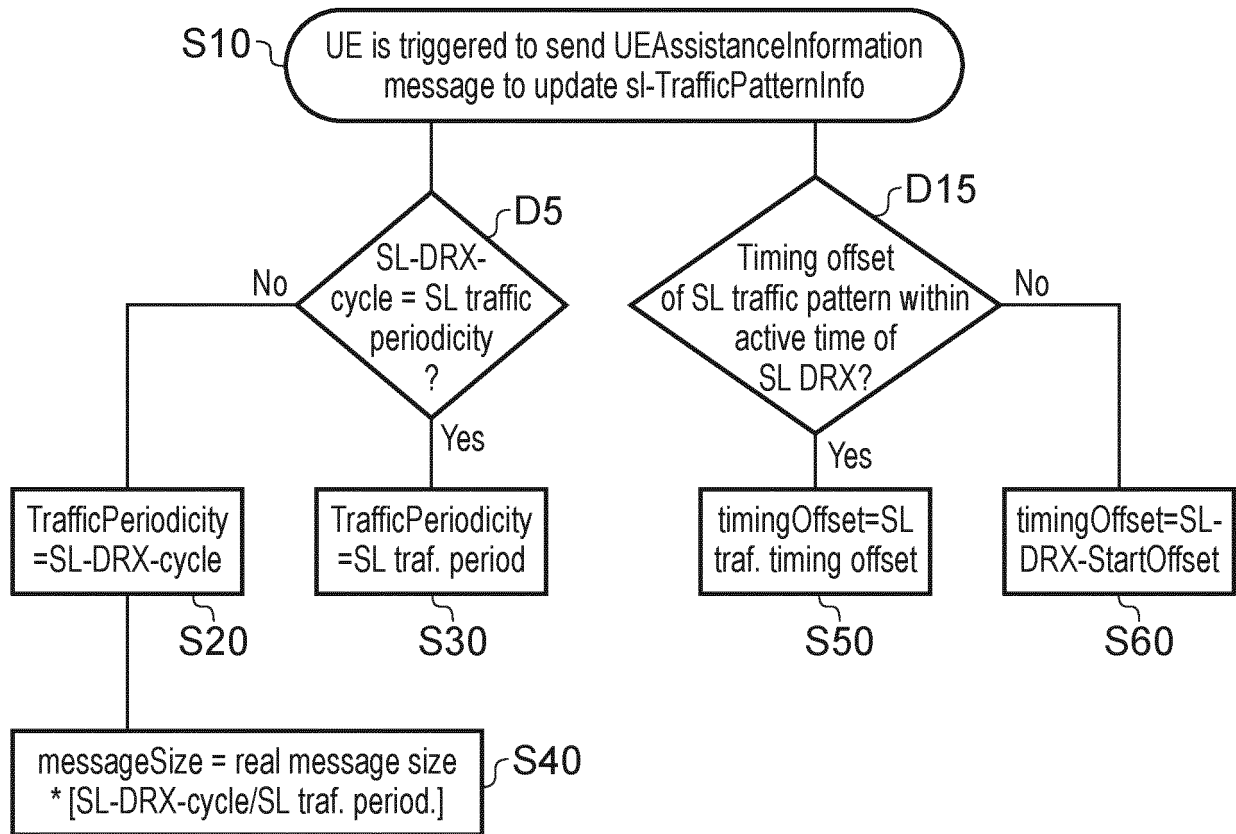 S10
UE is triggered to send UEAssistanceInformation
message to update sl-TrafficPatternInfo
D5
SL-DRX-
cycle = SL traffic
periodicity
?
No
Yes
D15
Timing offset
of SL traffic pattern within
active time of
SL DRX?
No
Yes
TrafficPeriodicity
=SL-DRX-cycle
S20
TrafficPeriodicity
=SL traf. period
S30
timingOffset=SL
traf. timing offset
S50
timingOffset=SL-
DRX-StartOffset
S60
messageSize = real message size
* [SL-DRX-cycle/SL traf. period.]
S40